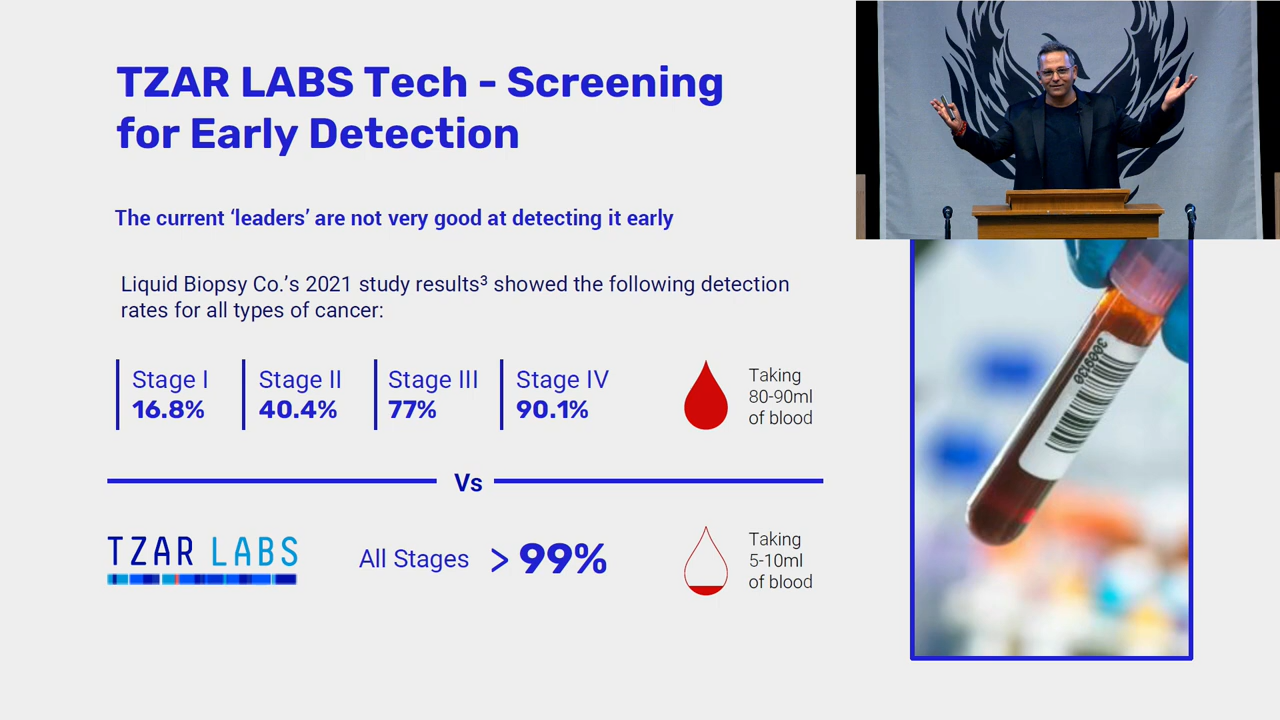 TZAR LABS Tech - Screening
for Early Detection
The current ‘leaders’ are not very good at detecting it early
Liquid Biopsy Co.’s 2021 study results³ showed the following detection
rates for all types of cancer:
Stage I
16.8%
Stage II
40.4%
Stage III
77%
Stage IV
90.1%
Taking
80-90ml
of blood
Vs
TZAR LABS
All Stages > 99%
Taking
5-10ml
of blood